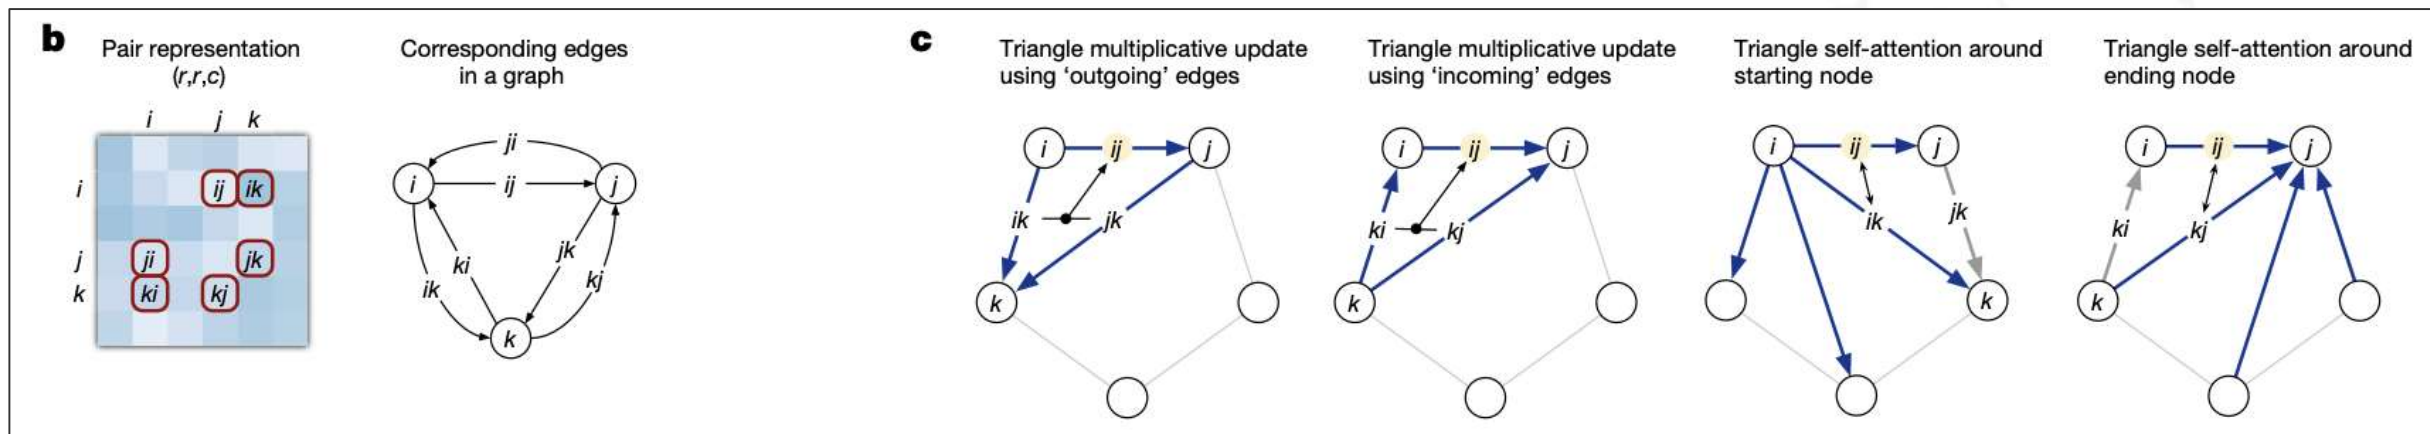 b
Pair representation
(r,r,c)
i j k
i
j
k
ij ik
ji jk
ki kj
Corresponding edges
in a graph
ji
i ij j
ki jk
ik kj
k
c
Triangle multiplicative update
using ‘outgoing’ edges
i ij j
ik jk
k
Triangle multiplicative update
using ‘incoming’ edges
i ij j
ki kj
k
Triangle self-attention around
starting node
i ij j
ik jk
k
Triangle self-attention around
ending node
i ij j
ki kj
k